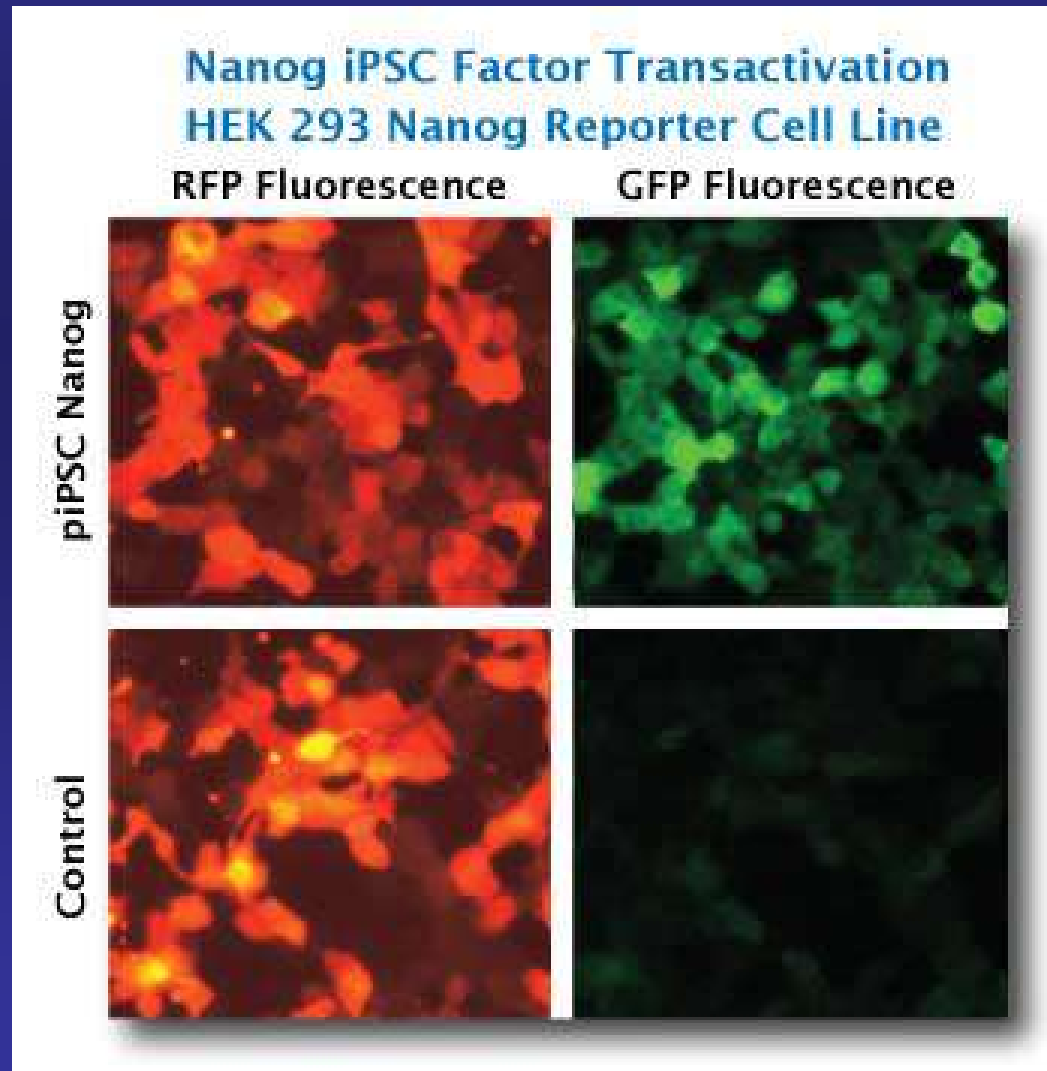 Nanog iPSC Factor Transactivation
HEK 293 Nanog Reporter Cell Line
RFP Fluorescence
GFP Fluorescence
piPSC Nanog
Control